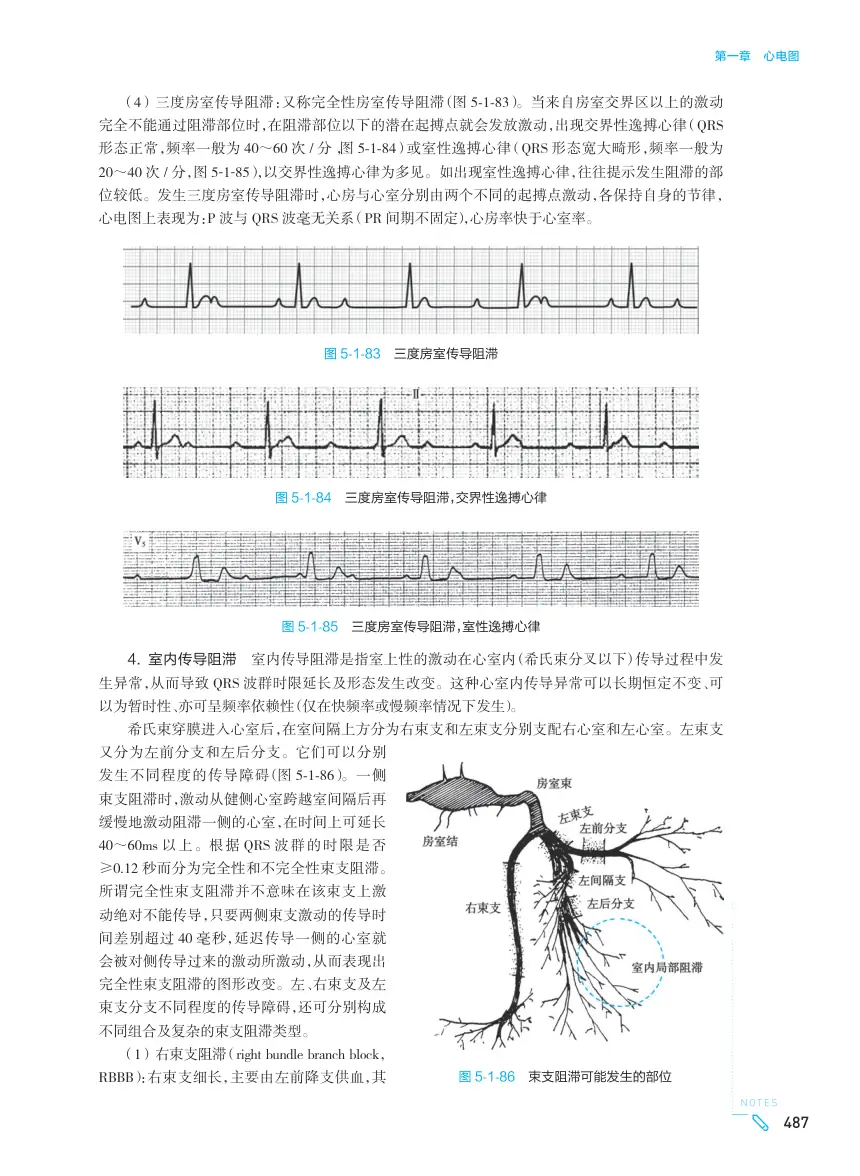 第一章　心电图
（4）三度房室传导阻滞：又称完全性房室传导阻滞（图 5-1-83）。当来自房室交界区以上的激动
完全不能通过阻滞部位时，在阻滞部位以下的潜在起搏点就会发放激动，出现交界性逸搏心律（QRS
形态正常，频率一般为 40～60 次 / 分，图 5-1-84）或室性逸搏心律（QRS 形态宽大畸形，频率一般为
20～40 次 / 分，图 5-1-85），以交界性逸搏心律为多见。如出现室性逸搏心律，往往提示发生阻滞的部
位较低。发生三度房室传导阻滞时，心房与心室分别由两个不同的起搏点激动，各保持自身的节律，
心电图上表现为：P 波与 QRS 波毫无关系（PR 间期不固定），心房率快于心室率。
图 5-1-83　三度房室传导阻滞
II
图 5-1-84　三度房室传导阻滞，交界性逸搏心律
V5
图 5-1-85　三度房室传导阻滞，室性逸搏心律
4. 室内传导阻滞　室内传导阻滞是指室上性的激动在心室内（希氏束分叉以下）传导过程中发
生异常，从而导致 QRS 波群时限延长及形态发生改变。这种心室内传导异常可以长期恒定不变、可
以为暂时性、亦可呈频率依赖性（仅在快频率或慢频率情况下发生）。
希氏束穿膜进入心室后，在室间隔上方分为右束支和左束支分别支配右心室和左心室。左束支
又分为左前分支和左后分支。它们可以分别
发生不同程度的传导障碍（图 5-1-86）。一侧
束支阻滞时，激动从健侧心室跨越室间隔后再
缓慢地激动阻滞一侧的心室，在时间上可延长
40～60ms 以上。根据 QRS 波群的时限是否
≥0.12 秒而分为完全性和不完全性束支阻滞。
所谓完全性束支阻滞并不意味在该束支上激
动绝对不能传导，只要两侧束支激动的传导时
间差别超过 40 毫秒，延迟传导一侧的心室就
会被对侧传导过来的激动所激动，从而表现出
完全性束支阻滞的图形改变。左、右束支及左
束支分支不同程度的传导障碍，还可分别构成
不同组合及复杂的束支阻滞类型。
（1）右束支阻滞（right bundle branch block，
RBBB）：右束支细长，主要由左前降支供血，其
房室束
左束支
左前分支
房室结
左间隔支
右束支
左后分支
室内局部阻滞
图 5-1-86　束支阻滞可能发生的部位
NOTES
487